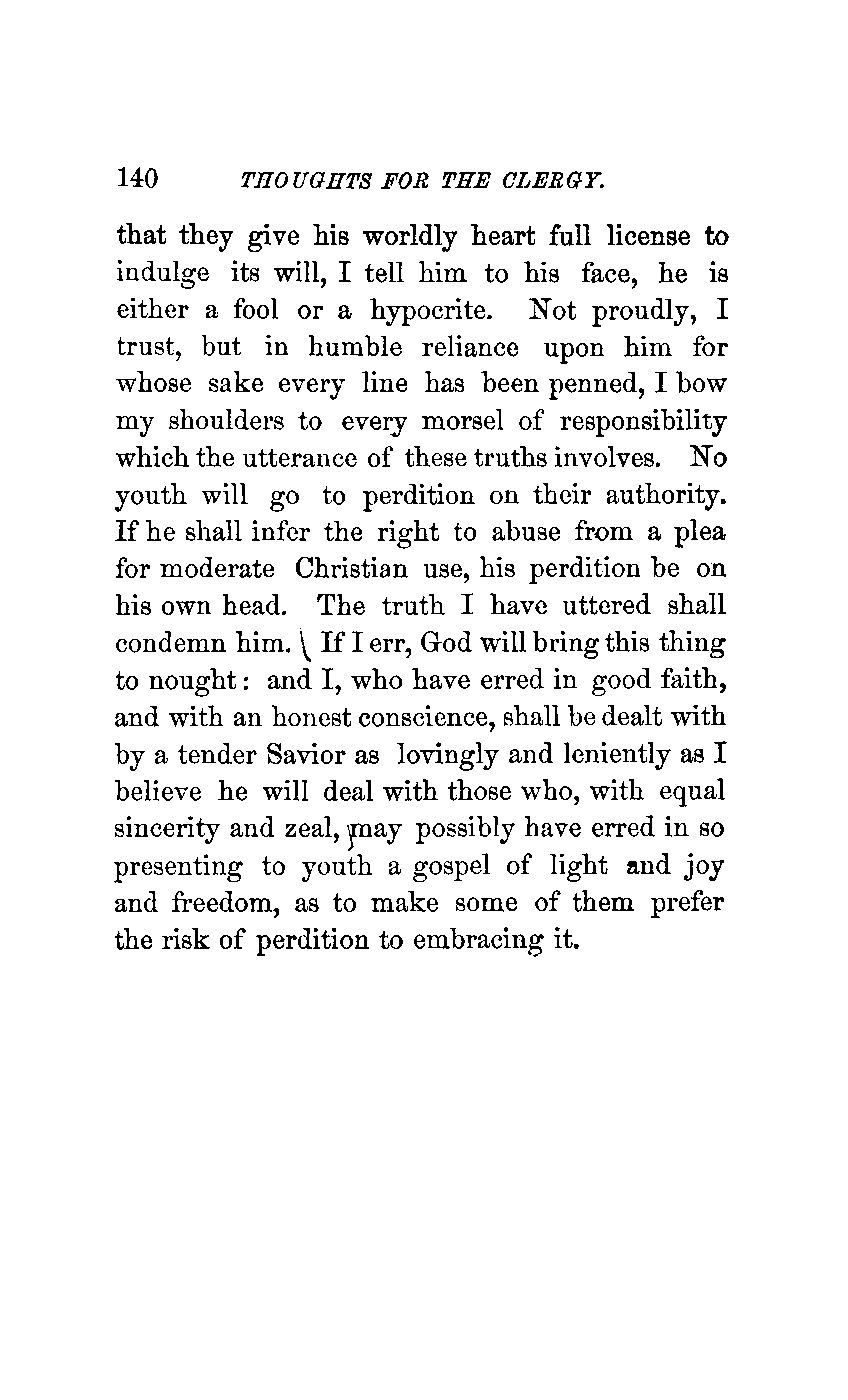 140 THOUGHTS FOR THE CLERGY.
that they give his worldly heart full license to
indulge its will, I tell him to his face, he is
either a fool or a hypocrite. Not proudly, I
trust, but in humble reliance upon him for
whose sake every line has been penned, I bow
my shoulders to every morsel of responsibility
which the utterance of these truths involves. No
youth will go to perdition on their authority.
If he shall infer the right to abuse from a plea
for moderate Christian use, his perdition be on
his own head. The truth I have uttered shall
condemn him. \ If I err, God will bring this thing
to nought: and I, who have erred in good faith,
and with an honest conscience, shall be dealt with
by a tender Savior as lovingly and leniently as I
believe he will deal with those who, with equal
sincerity and zeal, may possibly have erred in so
presenting to youth a gospel of light and joy
and freedom, as to make some of them prefer
the risk of perdition to embracing it.